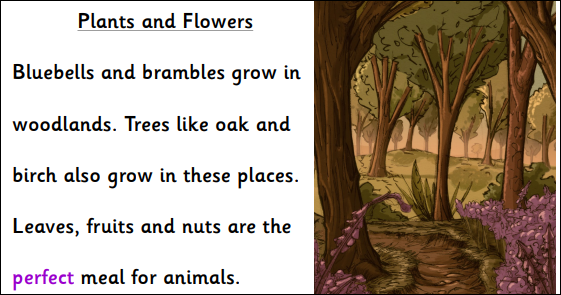 Plants and Flowers
Bluebells and brambles grow in
woodlands. Trees like oak and
birch also grow in these places.
Leaves, fruits and nuts are the
perfect meal for animals.